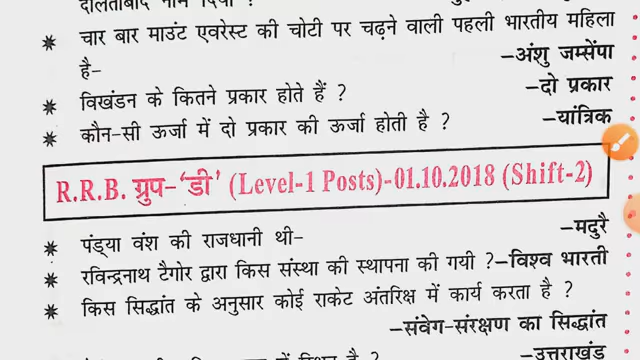 दौलताबाद नाम दिया ?
✷ चार बार माउंट एवरेस्ट की चोटी पर चढ़ने वाली पहली भारतीय महिला
है- –अंशु जम्सेंपा
✷ विखंडन के कितने प्रकार होते हैं ? –दो प्रकार
✷ कौन-सी ऊर्जा में दो प्रकार की ऊर्जा होती है ? –यांत्रिक
R.R.B. ग्रुप-‘डी’ (Level-1 Posts)-01.10.2018 (Shift-2)
✷ पंड्या वंश की राजधानी थी- –मदुरै
✷ रविन्द्रनाथ टैगोर द्वारा किस संस्था की स्थापना की गयी ? –विश्व भारती
✷ किस सिद्धांत के अनुसार कोई राकेट अंतरिक्ष में कार्य करता है ?
–संवेग-संरक्षण का सिद्धांत
–उत्तराखंड